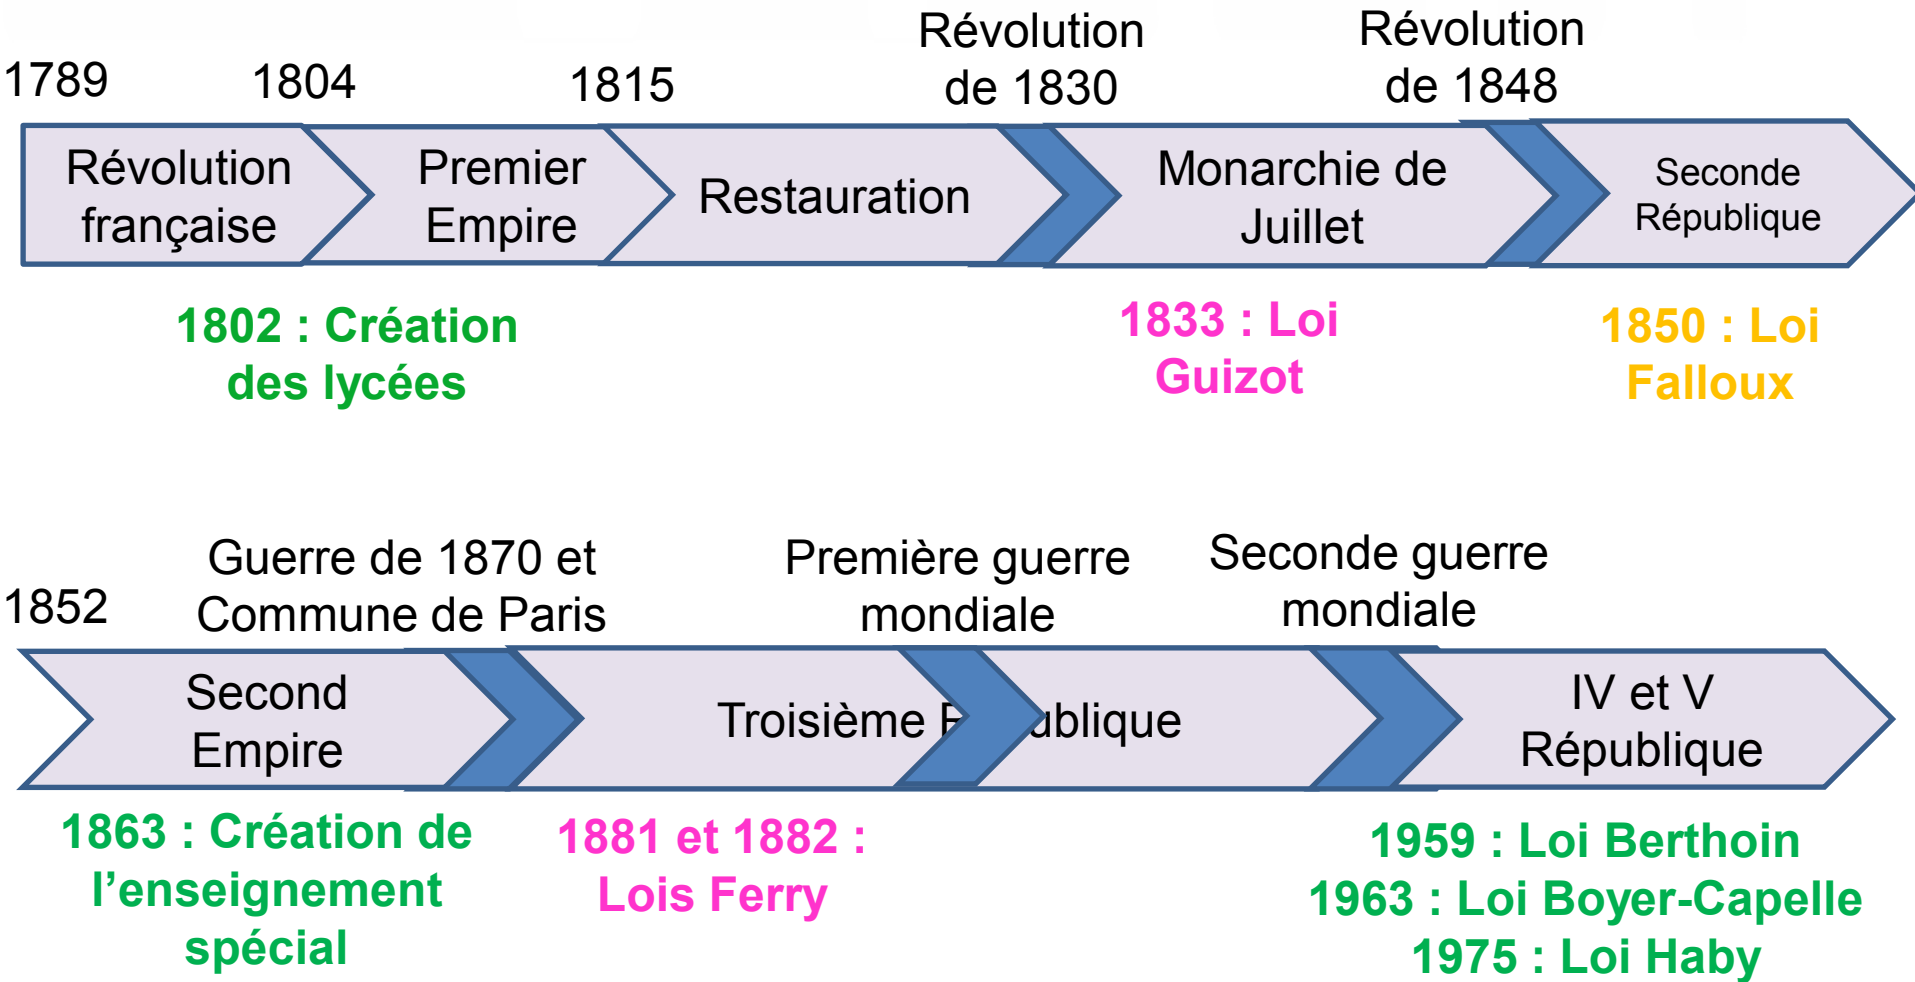 1789
1804
1815
Révolution
de 1830
Révolution
de 1848
Révolution
française
Premier
Empire
Restauration
Monarchie de
Juillet
Seconde
République
1802 : Création
des lycées
1833 : Loi
Guizot
1850 : Loi
Falloux
1852
Guerre de 1870 et
Commune de Paris
Première guerre
mondiale
Seconde guerre
mondiale
Second
Empire
Troisième
IV et V
République
1863 : Création de
l’enseignement
spécial
1881 et 1882 :
Lois Ferry
1959 : Loi Berthoin
1963 : Loi Boyer-Capelle
1975 : Loi Haby